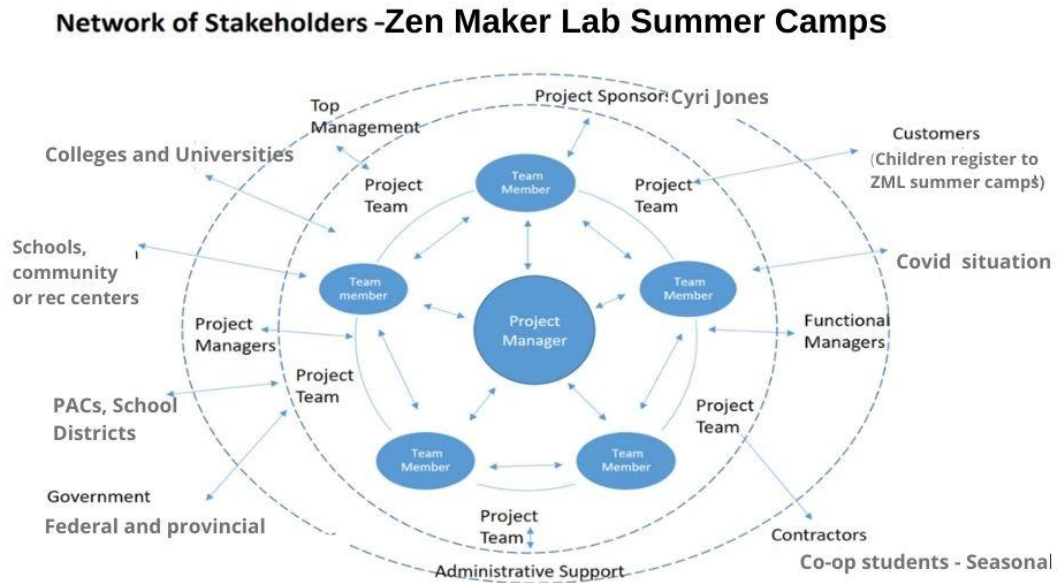 Network of Stakeholders -Zen Maker Lab Summer Camps
Project Sponsor: Cyri Jones
Top
Management
Customers
(Children register to
ZML summer camps)
Colleges and Universities
Team
Member
Project
Team
Project
Team
Schools,
community
or rec centers
Covid situation
Team
member
Team
Member
Project
Manager
Project
Managers
Functional
Managers
Project
Team
PACs, School
Districts
Project
Team
Team
Member
Team
Member
Government
Federal and provincial
Project
Team
Contractors
Co-op students - Seasonal
Administrative Support